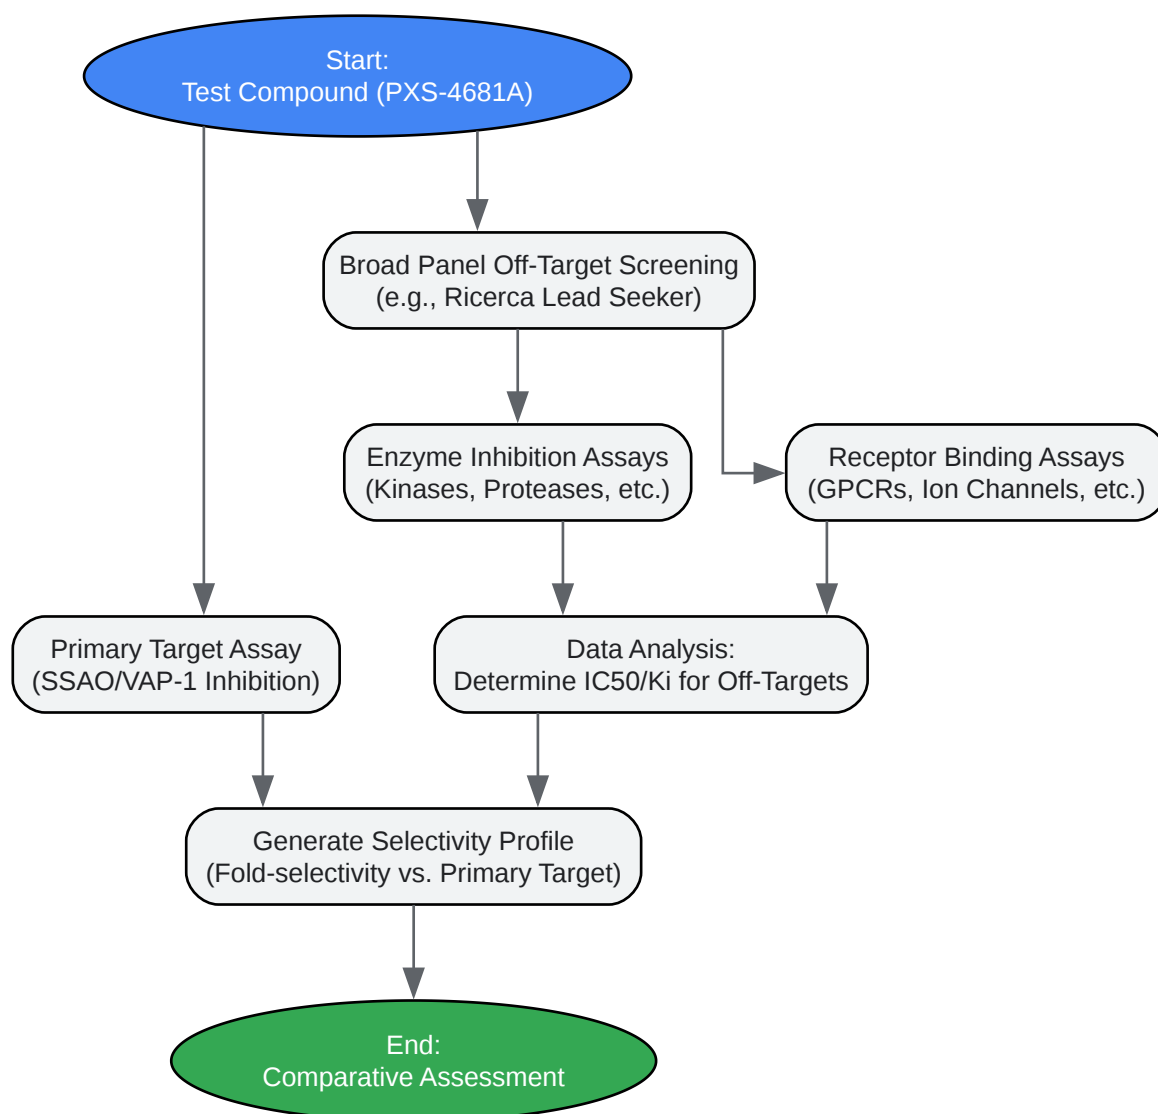 Start:
Test Compound (PXS-4681A)
Broad Panel Off-Target Screening
(e.g., Ricerca Lead Seeker)
Enzyme Inhibition Assays
(Kinases, Proteases, etc.)
Receptor Binding Assays
(GPCRs, Ion Channels, etc.)
Primary Target Assay
(SSAO/VAP-1 Inhibition)
Data Analysis:
Determine IC50/Ki for Off-Targets
Generate Selectivity Profile
(Fold-selectivity vs. Primary Target)
End:
Comparative Assessment